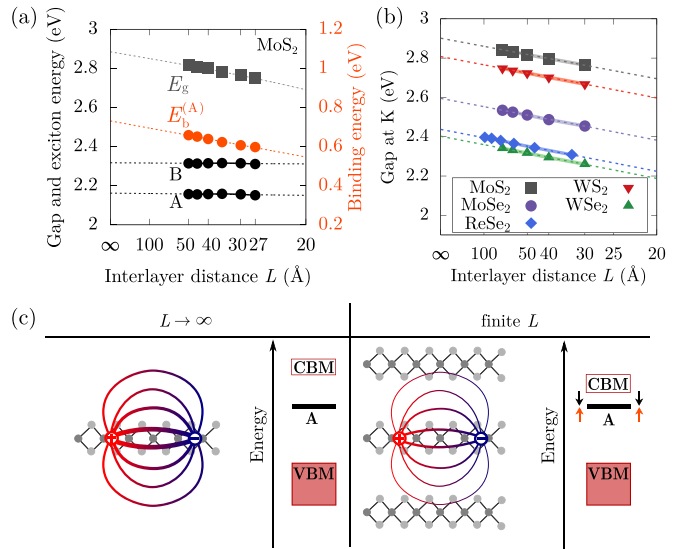 (a)
MoS₂
Gap and exciton energy (eV)
3
2.8
2.6
2.4
2.2
2
E_g
E_b^(A)
B
A
1.2
1
0.8
0.6
0.4
0.2
Binding energy (eV)
∞ 100 50 40 30 27 20
Interlayer distance L (Å)
(b)
Gap at K (eV)
3
2.8
2.6
2.4
2.2
2
MoS₂ WS₂
MoSe₂ WSe₂
ReSe₂
∞ 100 50 40 30 20
Interlayer distance L (Å)
(c)
L → ∞
finite L
Energy
CBM
A
VBM
+ −
Energy
CBM
A
VBM
+ −